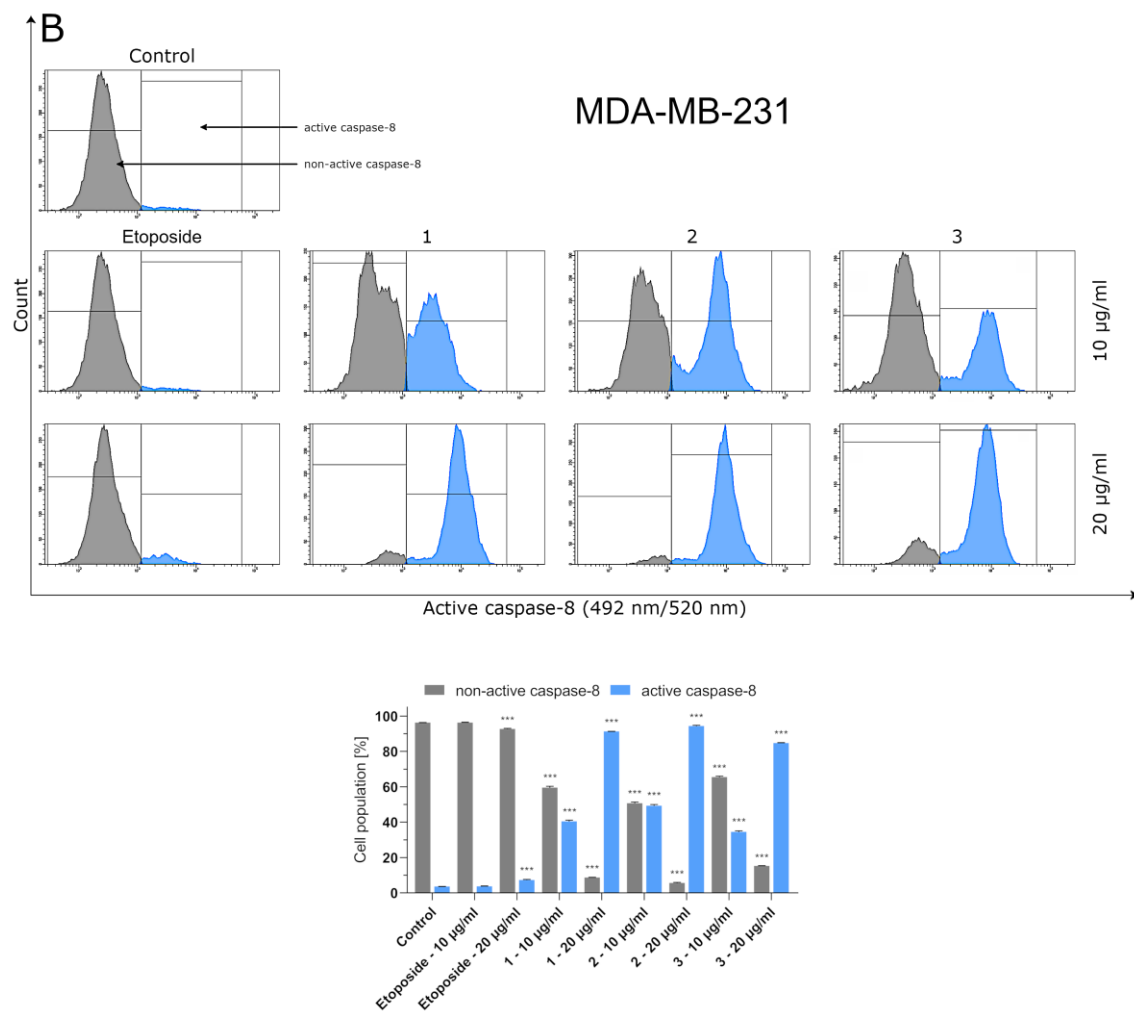 B
Control
MDA-MB-231
active caspase-8
non-active caspase-8
Etoposide 1 2 3
Count
10 µg/ml
20 µg/ml
Active caspase-8 (492 nm/520 nm)
non-active caspase-8 active caspase-8
Cell population [%]
100
80
60
40
20
0
*** *** *** *** *** *** *** *** *** *** *** *** *** ***
Control
Etoposide - 10 µg/ml
Etoposide - 20 µg/ml
1 - 10 µg/ml
1 - 20 µg/ml
2 - 10 µg/ml
2 - 20 µg/ml
3 - 10 µg/ml
3 - 20 µg/ml